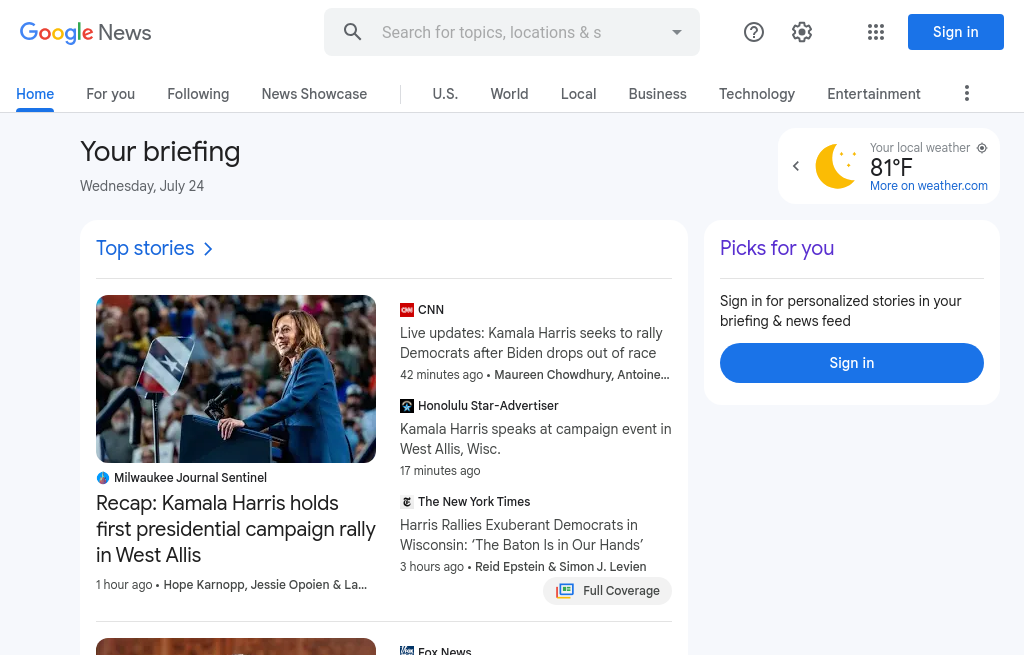 Google News
Search for topics, locations & s
Sign in
Home
For you
Following
News Showcase
U.S.
World
Local
Business
Technology
Entertainment
Your briefing
Wednesday, July 24
Your local weather
81°F
More on weather.com
Top stories
Milwaukee Journal Sentinel
Recap: Kamala Harris holds
first presidential campaign rally
in West Allis
1 hour ago • Hope Karnopp, Jessie Opoien & La...
CNN
Live updates: Kamala Harris seeks to rally
Democrats after Biden drops out of race
42 minutes ago • Maureen Chowdhury, Antoine...
Honolulu Star-Advertiser
Kamala Harris speaks at campaign event in
West Allis, Wisc.
17 minutes ago
The New York Times
Harris Rallies Exuberant Democrats in
Wisconsin: ‘The Baton Is in Our Hands’
3 hours ago • Reid Epstein & Simon J. Levien
Full Coverage
Fox News
Picks for you
Sign in for personalized stories in your
briefing & news feed
Sign in